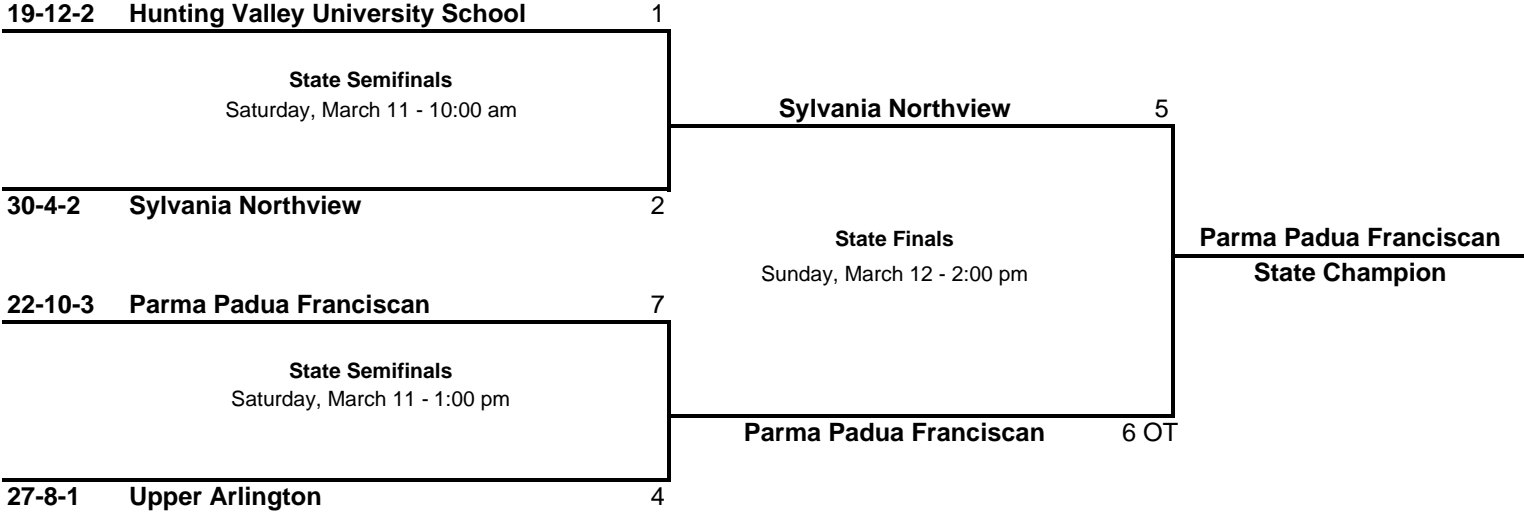 19-12-2 Hunting Valley University School 1
State Semifinals
Saturday, March 11 - 10:00 am
Sylvania Northview 5
30-4-2 Sylvania Northview 2
State Finals
Sunday, March 12 - 2:00 pm
Parma Padua Franciscan
State Champion
22-10-3 Parma Padua Franciscan 7
State Semifinals
Saturday, March 11 - 1:00 pm
Parma Padua Franciscan 6 OT
27-8-1 Upper Arlington 4